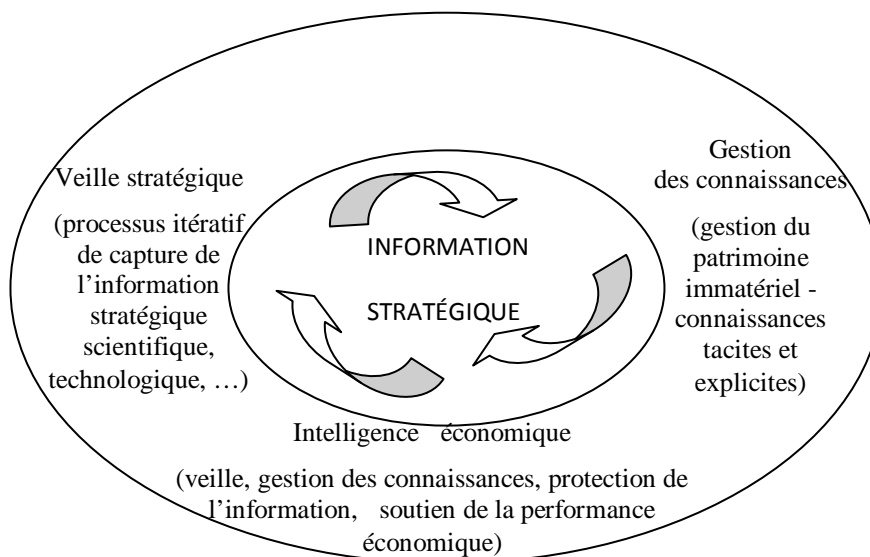 Veille stratégique
(processus itératif
de capture de
l’information
stratégique
scientifique,
technologique, …)
INFORMATION
STRATÉGIQUE
Gestion
des connaissances
(gestion du
patrimoine
immatériel -
connaissances
tacites et
explicites)
Intelligence économique
(veille, gestion des connaissances, protection de
l’information, soutien de la performance
économique)